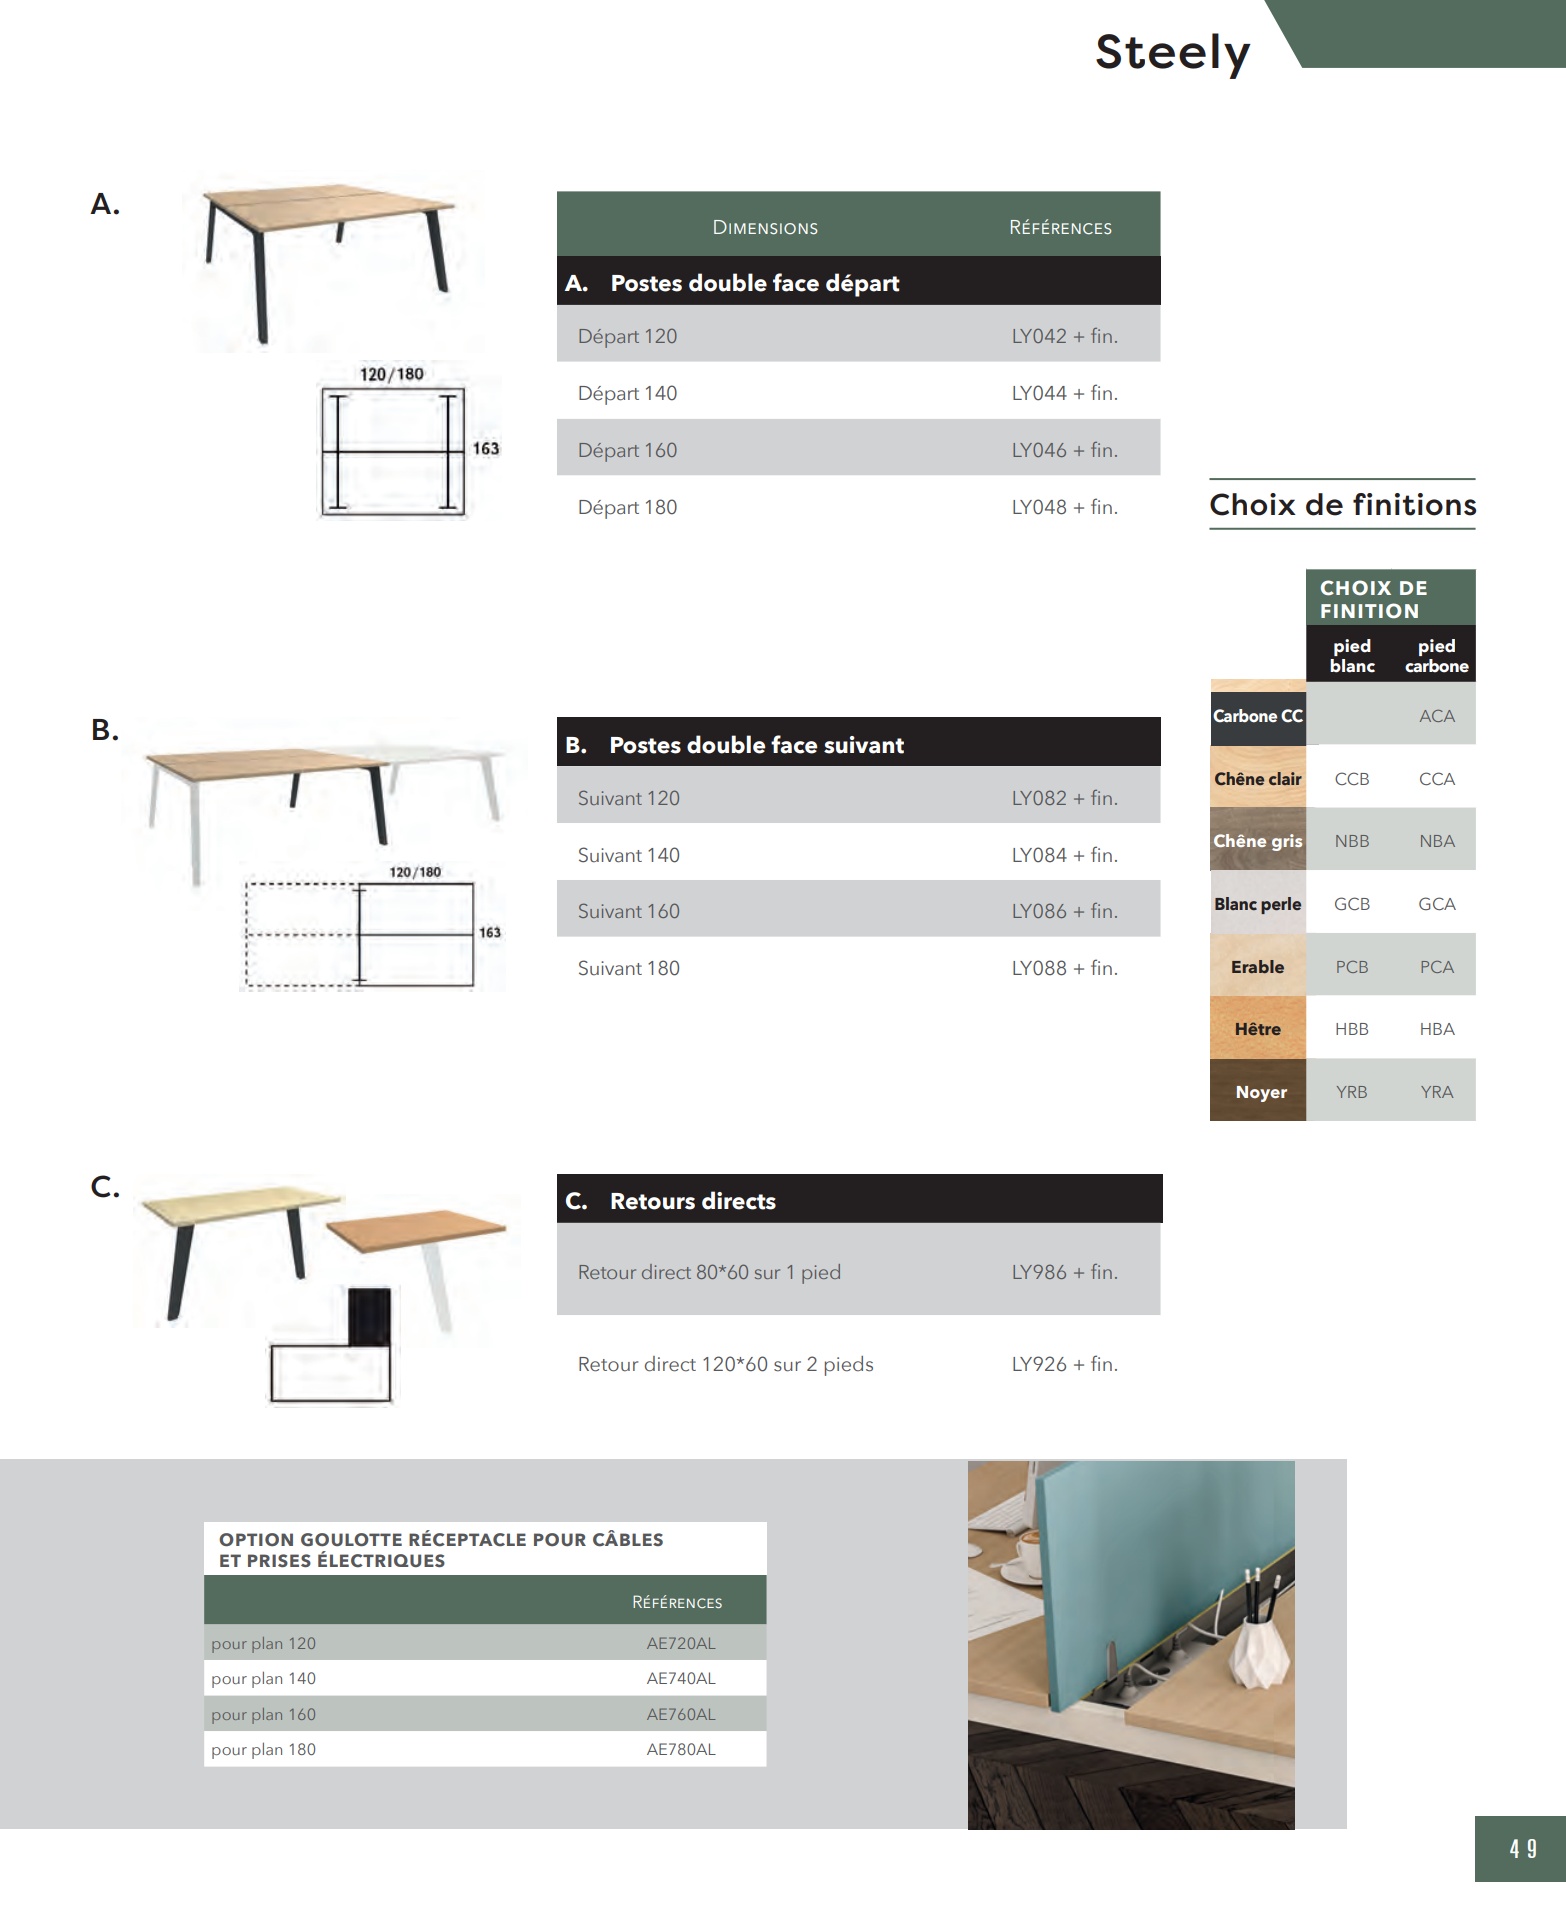 Steely
A.
120/180
163
DIMENSIONS RÉFÉRENCES
A. Postes double face départ
Départ 120 LY042 + fin.
Départ 140 LY044 + fin.
Départ 160 LY046 + fin.
Départ 180 LY048 + fin.
B.
120/180
163
B. Postes double face suivant
Suivant 120 LY082 + fin.
Suivant 140 LY084 + fin.
Suivant 160 LY086 + fin.
Suivant 180 LY088 + fin.
Choix de finitions
CHOIX DE
FINITION
pied pied
blanc carbone
Carbone CC ACA
Chêne clair CCB CCA
Chêne gris NBB NBA
Blanc perle GCB GCA
Erable PCB PCA
Hêtre HBB HBA
Noyer YRB YRA
C.
C. Retours directs
Retour direct 80*60 sur 1 pied LY986 + fin.
Retour direct 120*60 sur 2 pieds LY926 + fin.
OPTION GOULOTTE RÉCEPTACLE POUR CÂBLES
ET PRISES ÉLECTRIQUES
RÉFÉRENCES
pour plan 120 AE720AL
pour plan 140 AE740AL
pour plan 160 AE760AL
pour plan 180 AE780AL
49